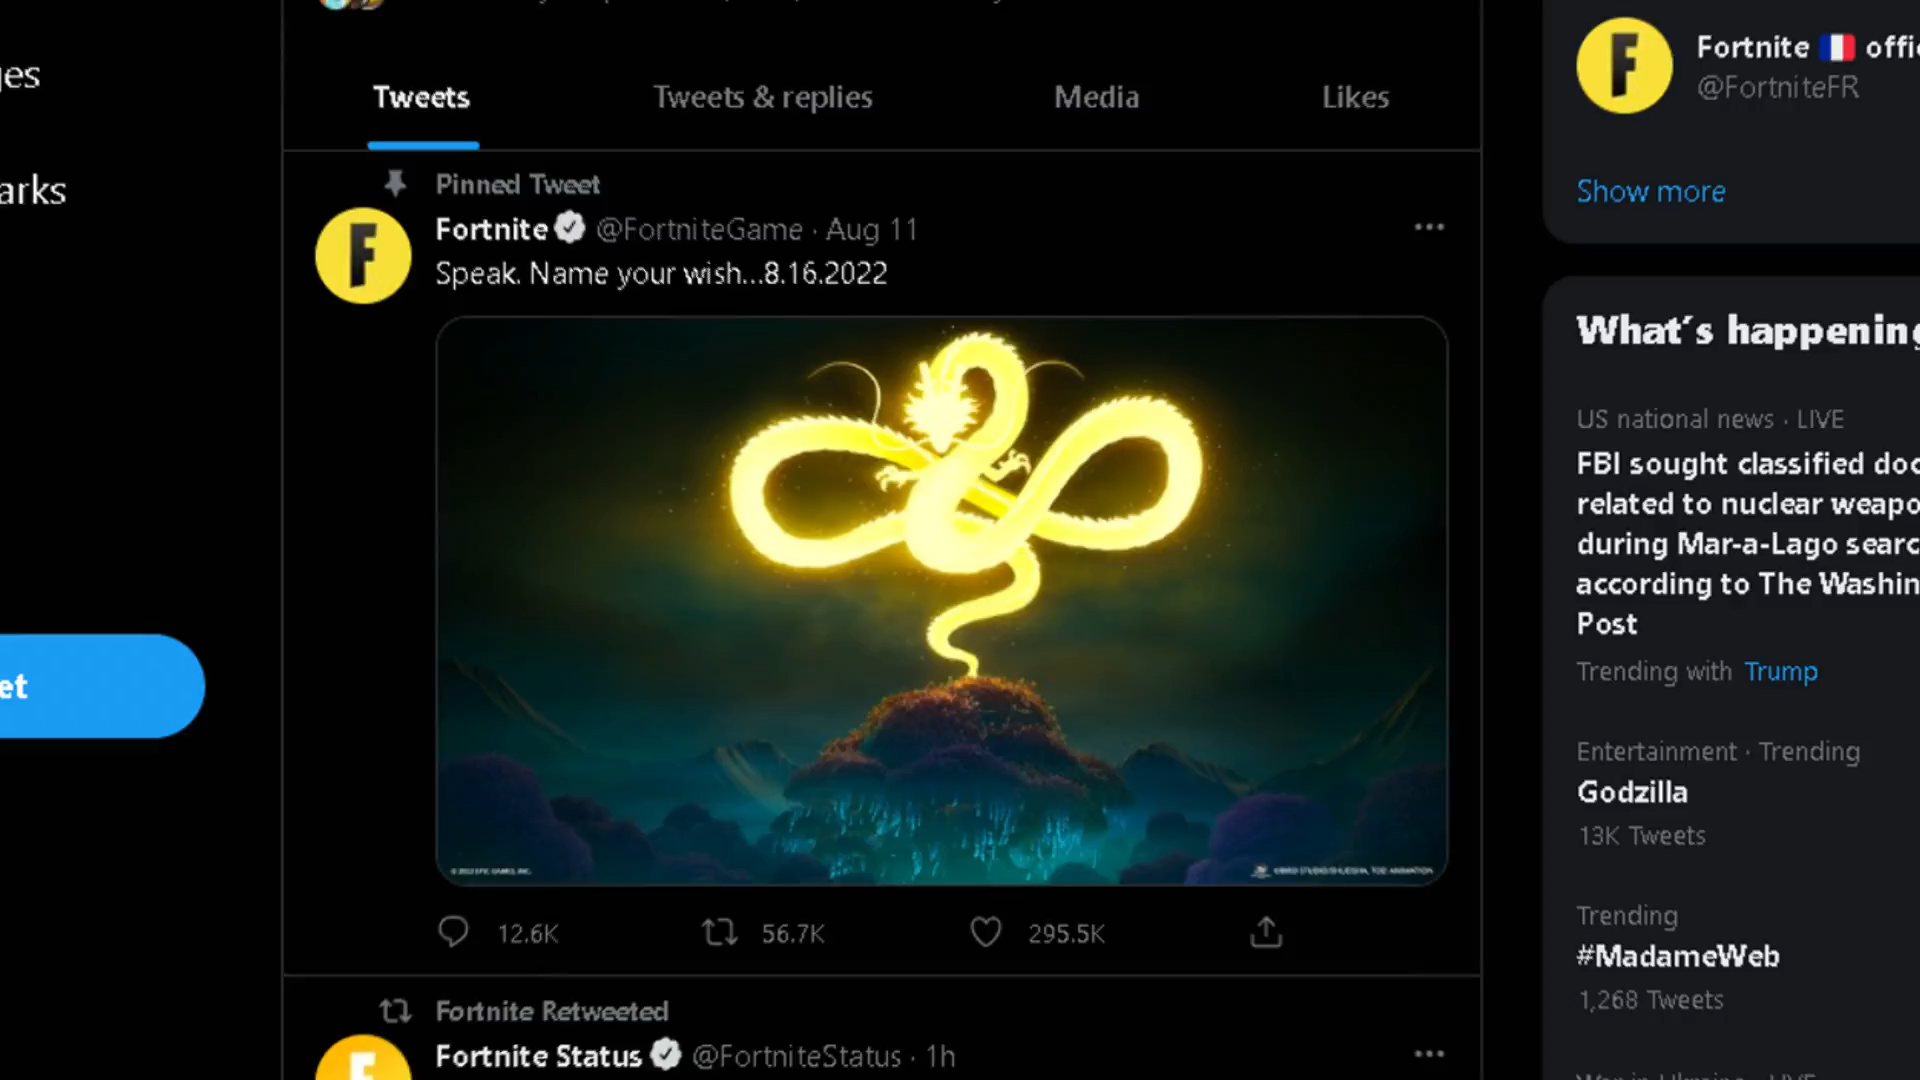 ges
arks
et
Tweets
Tweets & replies
Media
Likes
Pinned Tweet
Fortnite @FortniteGame · Aug 11
Speak. Name your wish...8.16.2022
12.6K
56.7K
295.5K
Fortnite Retweeted
Fortnite Status @FortniteStatus · 1h
Fortnite 🇫🇷 offic
@FortniteFR
Show more
What's happening
US national news · LIVE
FBI sought classified doc
related to nuclear weapo
during Mar-a-Lago searc
according to The Washin
Post
Trending with Trump
Entertainment · Trending
Godzilla
13K Tweets
Trending
#MadameWeb
1,268 Tweets